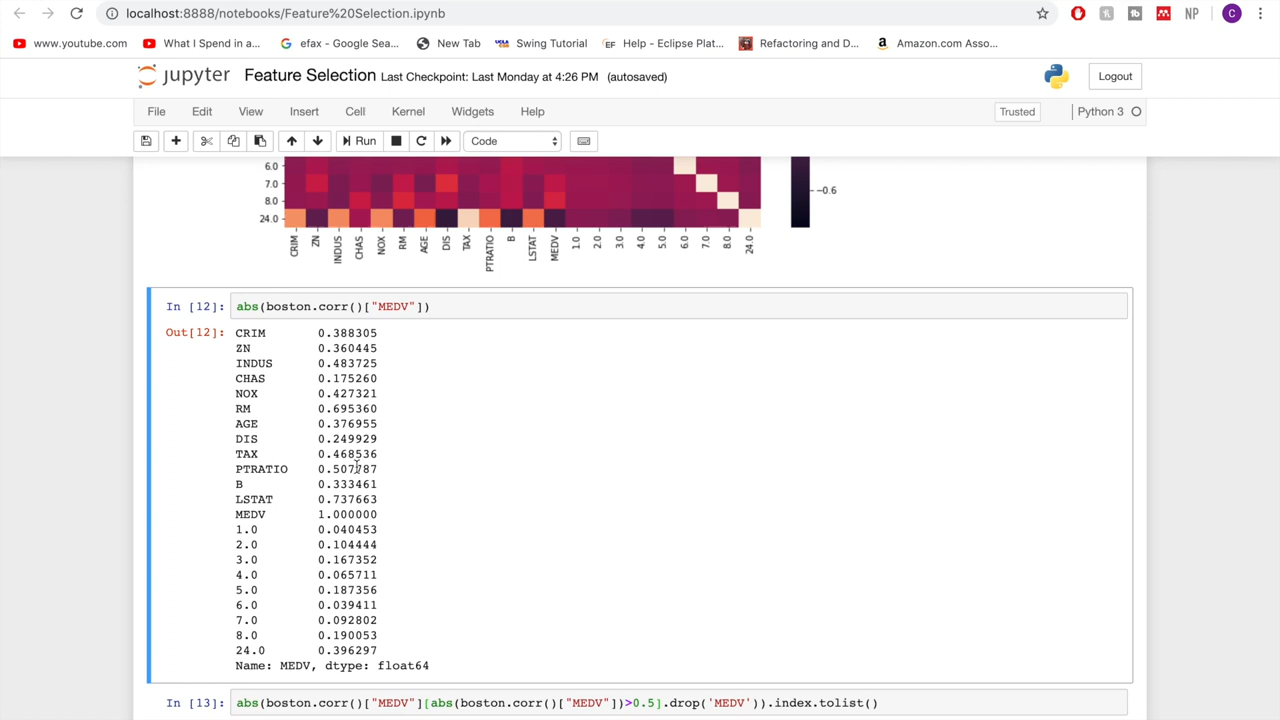 localhost:8888/notebooks/Feature%20Selection.ipynb
NP C
www.youtube.com What I Spend in a... efax - Google Sea... New Tab Swing Tutorial Help - Eclipse Plat... Refactoring and D... Amazon.com Asso...
jupyter Feature Selection Last Checkpoint: Last Monday at 4:26 PM (autosaved) Logout
File Edit View Insert Cell Kernel Widgets Help Trusted Python 3
Run Code
6.0
7.0
8.0
24.0
-0.6
CRIM ZN INDUS CHAS NOX RM AGE DIS TAX PTRATIO B LSTAT MEDV 1.0 2.0 3.0 4.0 5.0 6.0 7.0 8.0 24.0
In [12]: abs(boston.corr()["MEDV"])
Out[12]: CRIM 0.388305
ZN 0.360445
INDUS 0.483725
CHAS 0.175260
NOX 0.427321
RM 0.695360
AGE 0.376955
DIS 0.249929
TAX 0.468536
PTRATIO 0.507787
B 0.333461
LSTAT 0.737663
MEDV 1.000000
1.0 0.040453
2.0 0.104444
3.0 0.167352
4.0 0.065711
5.0 0.187356
6.0 0.039411
7.0 0.092802
8.0 0.190053
24.0 0.396297
Name: MEDV, dtype: float64
In [13]: abs(boston.corr()["MEDV"][abs(boston.corr()["MEDV"])>0.5].drop('MEDV')).index.tolist()